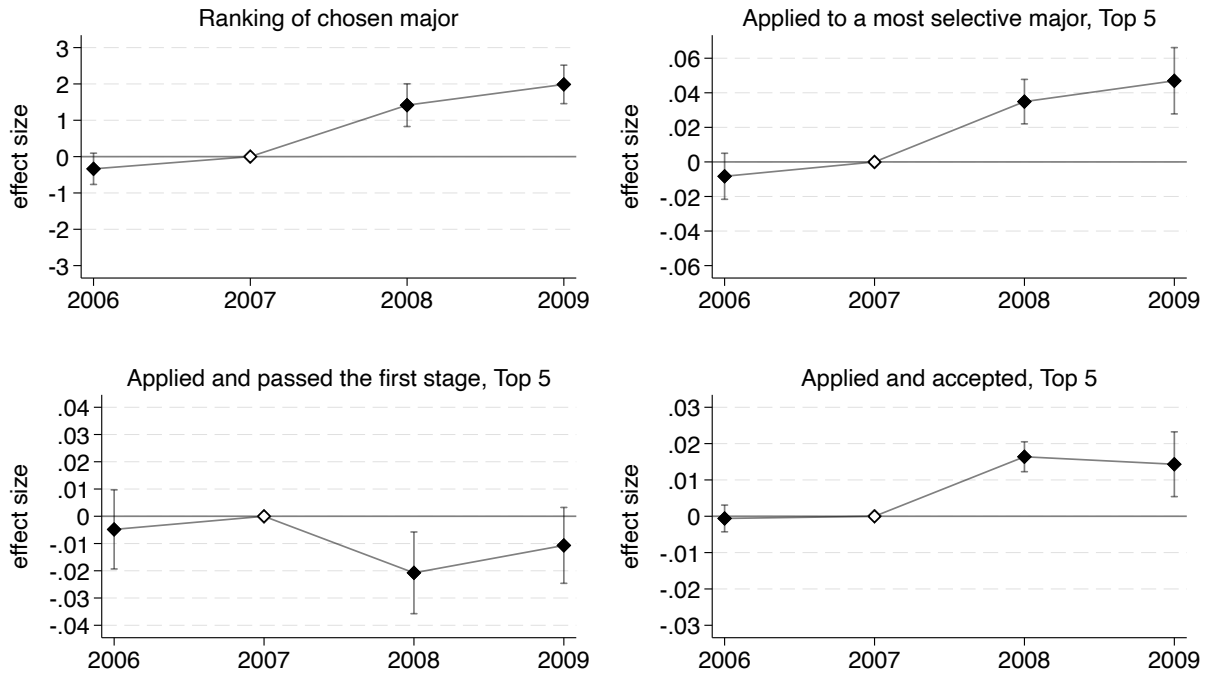 Ranking of chosen major
effect size
3
2
1
0
-1
-2
-3
2006 2007 2008 2009
Applied to a most selective major, Top 5
effect size
.06
.04
.02
0
-.02
-.04
-.06
2006 2007 2008 2009
Applied and passed the first stage, Top 5
effect size
.04
.03
.02
.01
0
-.01
-.02
-.03
-.04
2006 2007 2008 2009
Applied and accepted, Top 5
effect size
.03
.02
.01
0
-.01
-.02
-.03
2006 2007 2008 2009